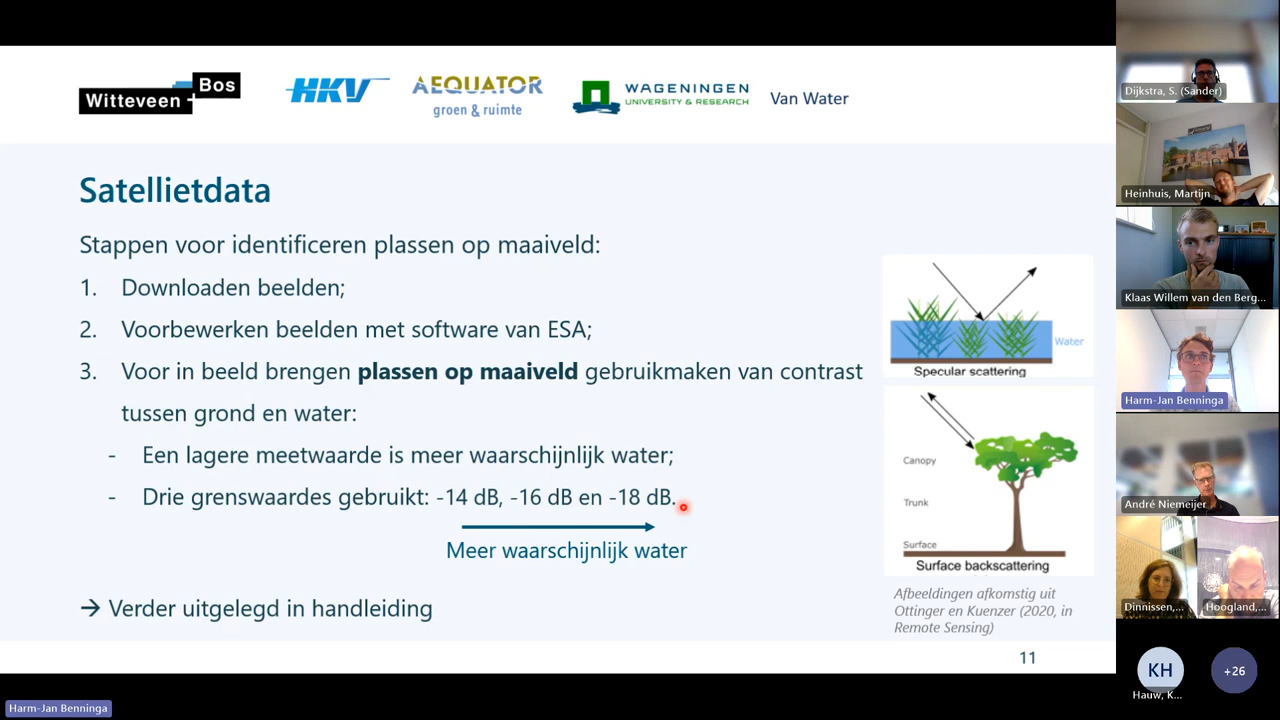 Witteveen + Bos
HKV
AEQUATOR
groen & ruimte
WAGENINGEN
UNIVERSITY & RESEARCH
Van Water
Satellietdata
Stappen voor identificeren plassen op maaiveld:
1. Downloaden beelden;
2. Voorbewerken beelden met software van ESA;
3. Voor in beeld brengen plassen op maaiveld gebruikmaken van contrast
tussen grond en water:
- Een lagere meetwaarde is meer waarschijnlijk water;
- Drie grenswaardes gebruikt: -14 dB, -16 dB en -18 dB.
Meer waarschijnlijk water
→ Verder uitgelegd in handleiding
Water
Specular scattering
Canopy
Trunk
Surface
Surface backscattering
Afbeeldingen afkomstig uit
Ottinger en Kuenzer (2020, in
Remote Sensing)
11
Dijkstra, S. (Sander)
Heinhuis, Martijn
Klaas Willem van den Berg...
Harm-Jan Benninga
André Niemeijer
Dinnissen,...
Hoogland,...
KH
Hauw, K...
+26
Harm-Jan Benninga